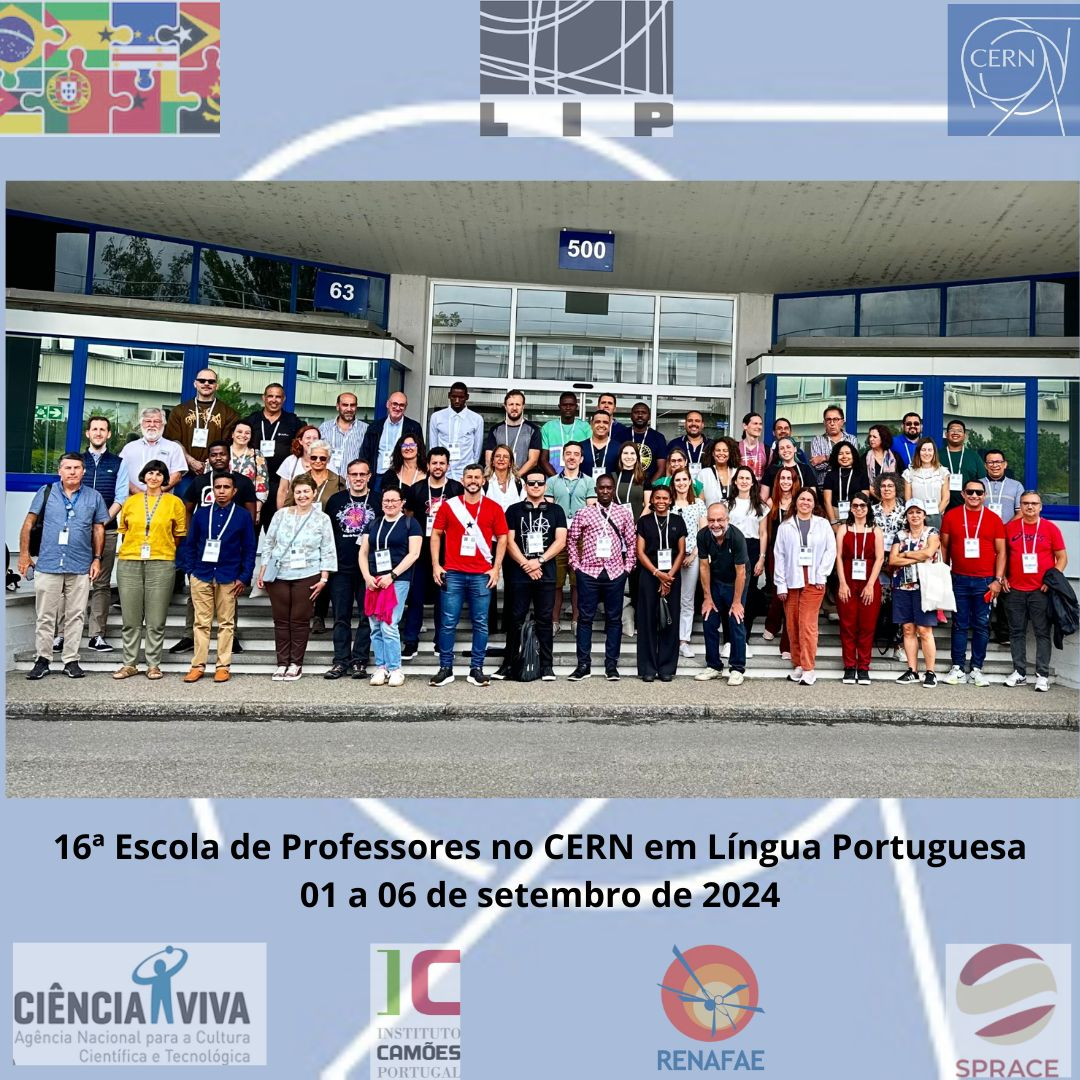 LIP
CERN
500
63
16ª Escola de Professores no CERN em Língua Portuguesa
01 a 06 de setembro de 2024
CIÊNCIA VIVA
Agência Nacional para a Cultura
Científica e Tecnológica
IC
INSTITUTO
CAMÕES
PORTUGAL
RENAFAE
SPRACE